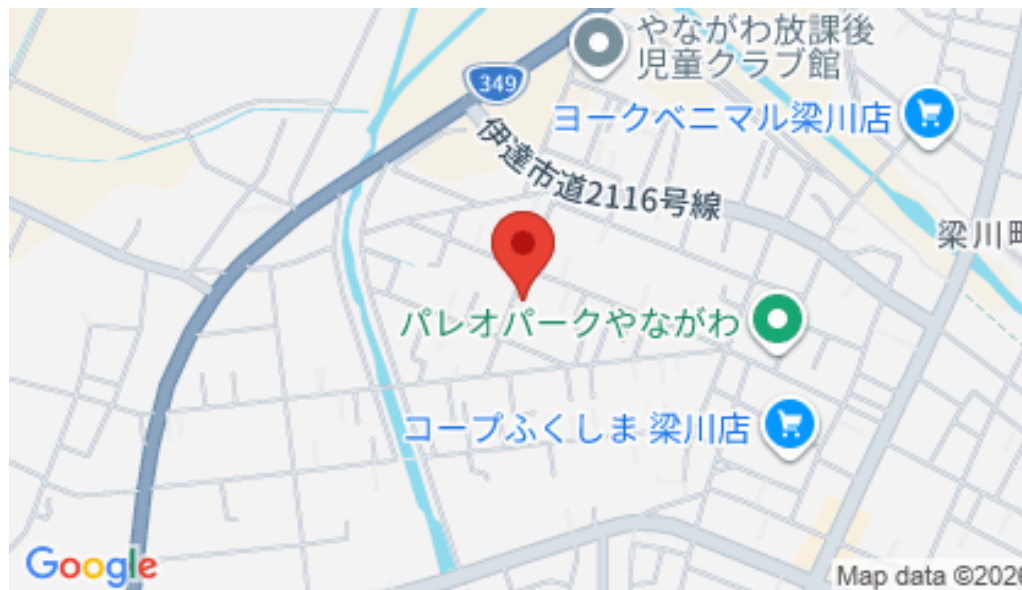 やながわ放課後
児童クラブ館
349
ヨークベニマル梁川店
伊達市道2116号線
梁川町
パレオパークやながわ
コープふくしま 梁川店
Google
Map data ©2026